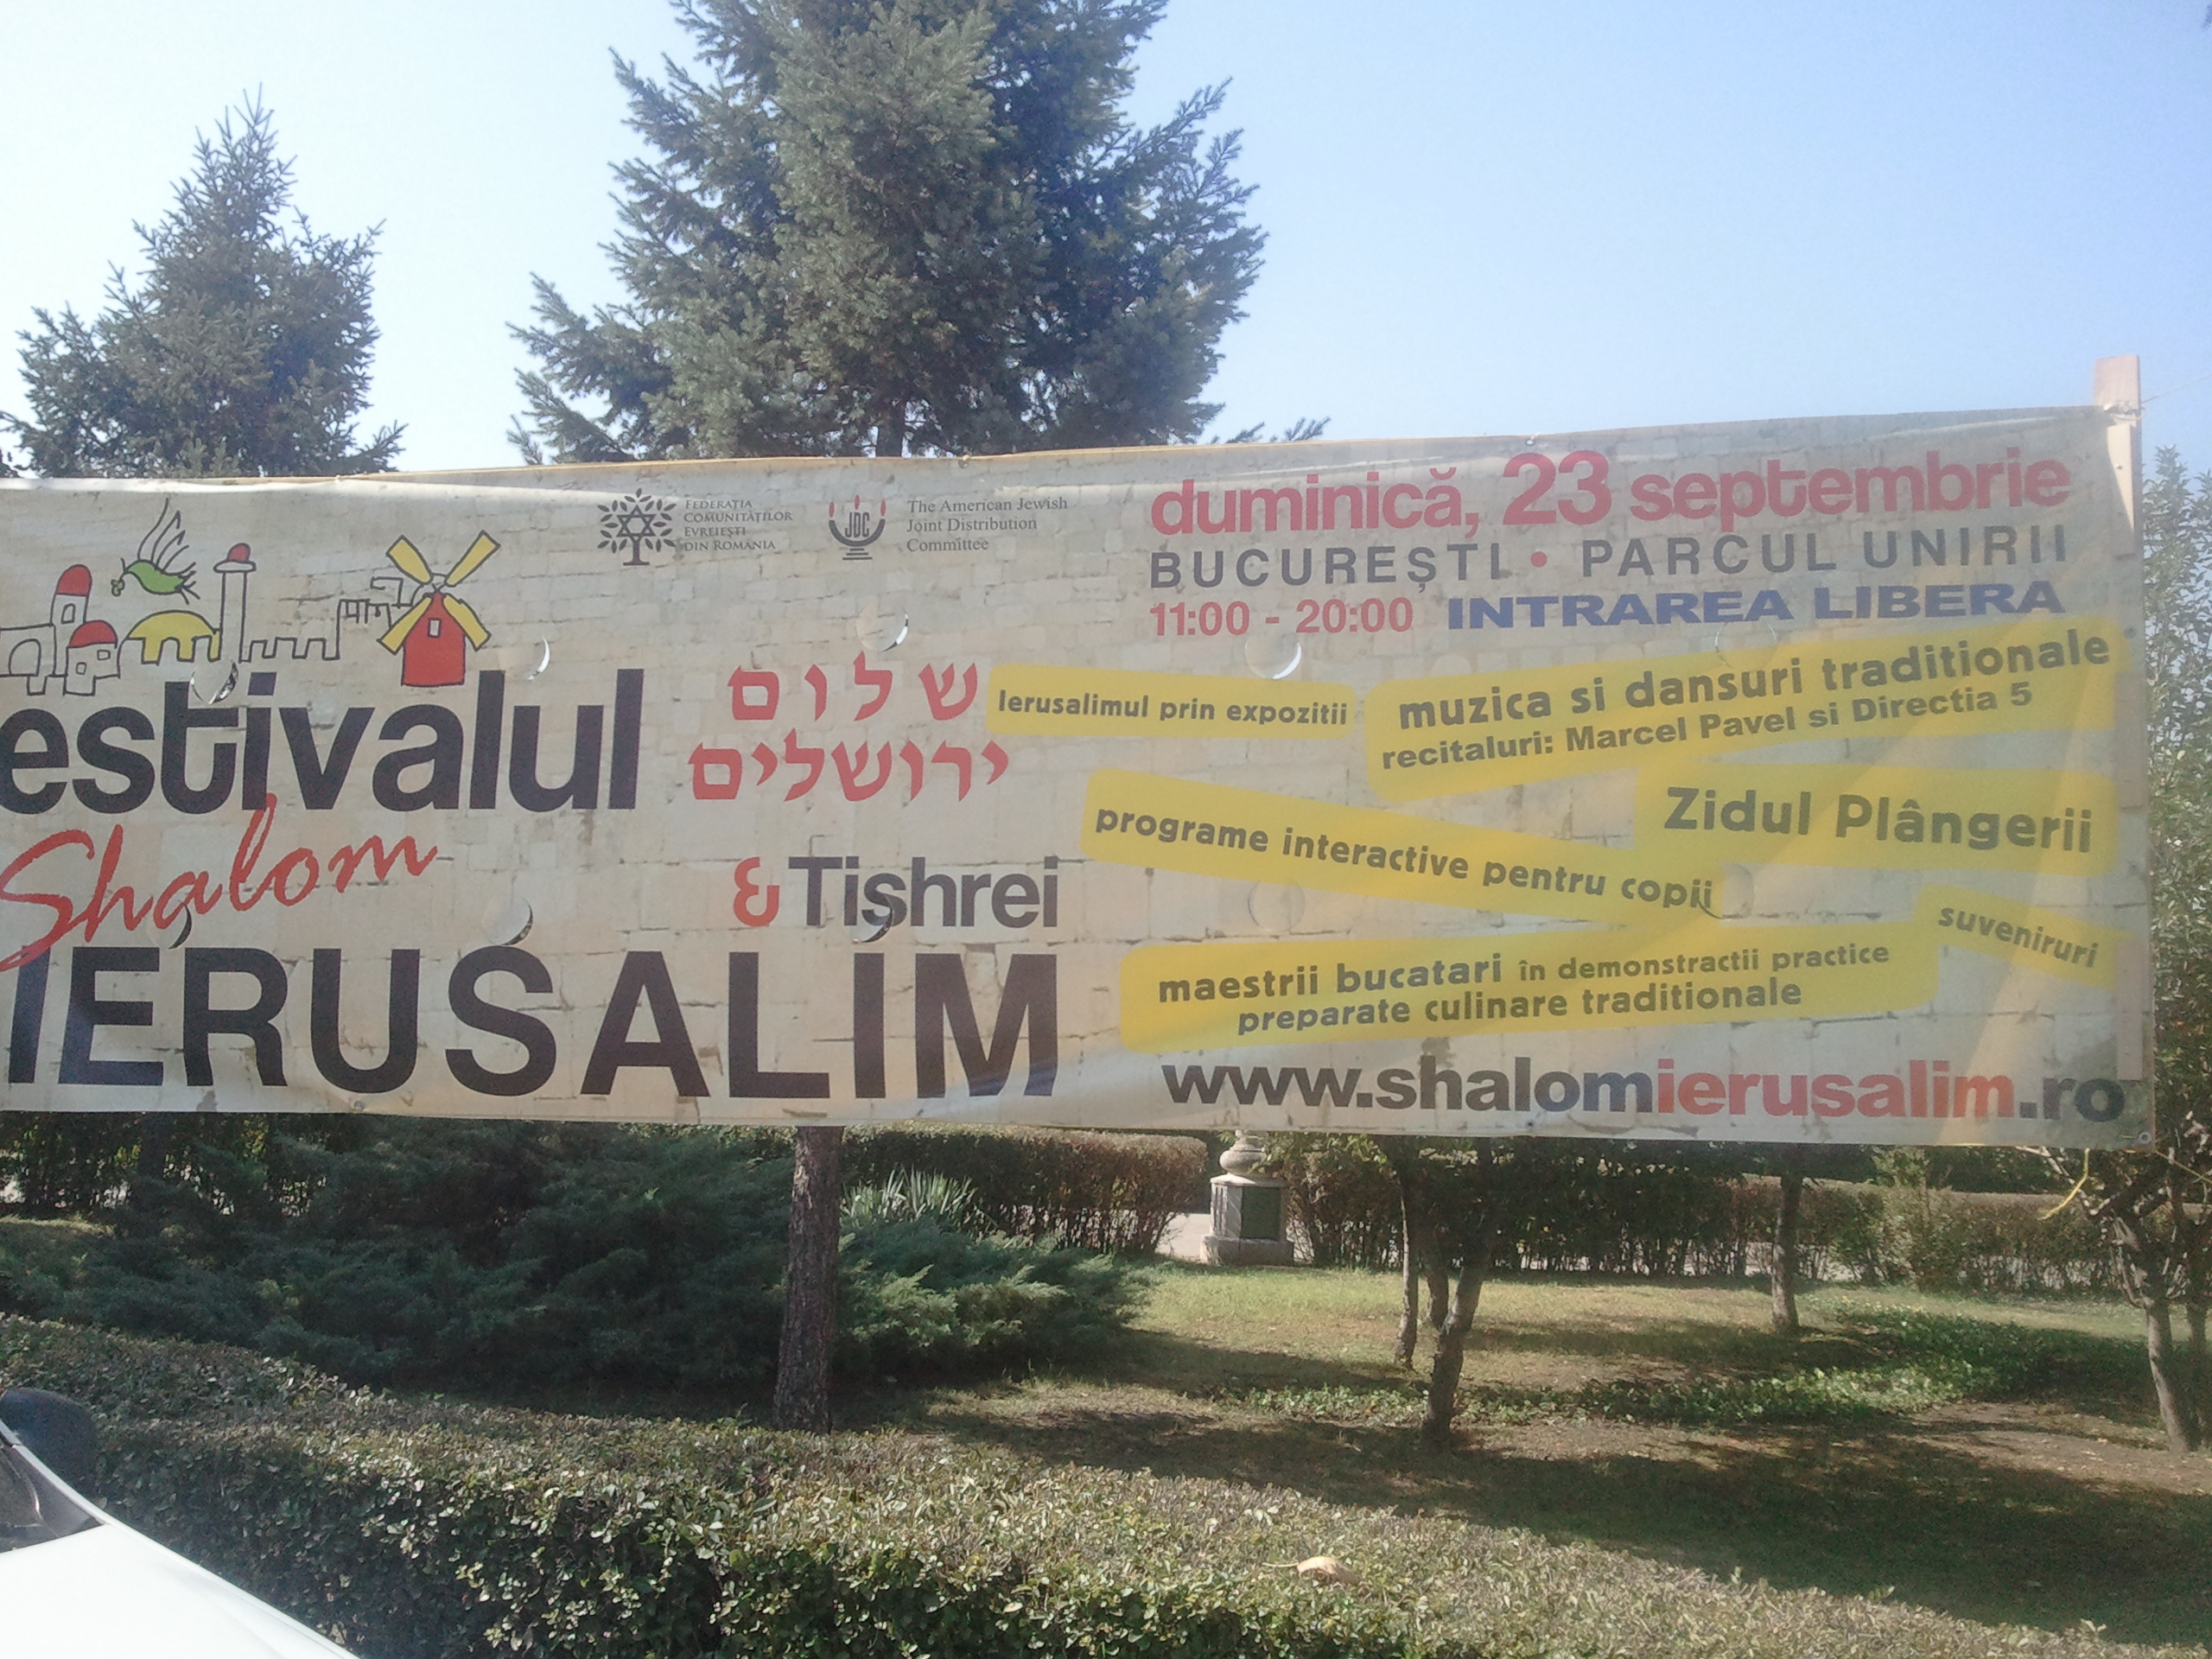 FEDERAȚIA
COMUNITĂȚILOR
EVREIEȘTI
DIN ROMÂNIA
JDC
The American Jewish
Joint Distribution
Committee
estivalul
Shalom
IERUSALIM
שלום
ירושלים
& Tishrei
duminică, 23 septembrie
BUCUREȘTI • PARCUL UNIRII
11:00 - 20:00 INTRAREA LIBERA
Ierusalimul prin expozitii
muzica si dansuri traditionale
recitaluri: Marcel Pavel si Directia 5
programe interactive pentru copii
Zidul Plângerii
suveniruri
maestrii bucatari în demonstractii practice
preparate culinare traditionale
www.shalomierusalim.ro